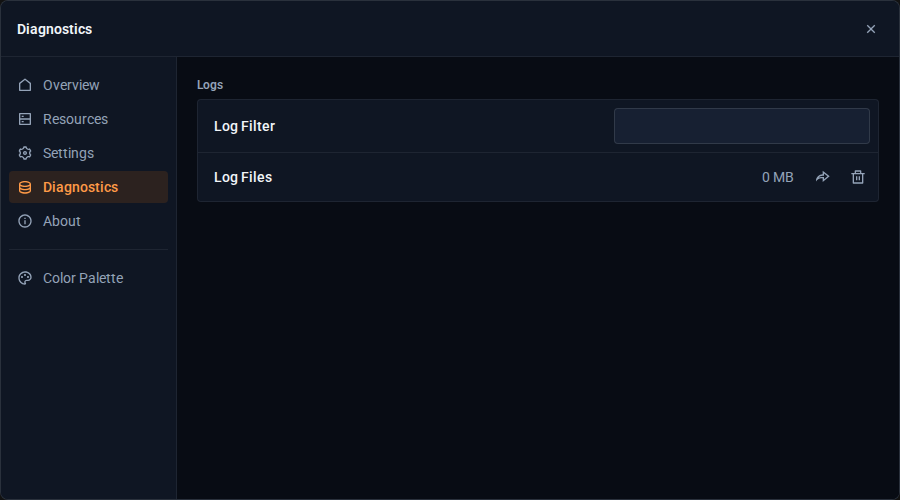 Diagnostics
Overview
Resources
Settings
Diagnostics
About
Color Palette
Logs
Log Filter
Log Files 0 MB